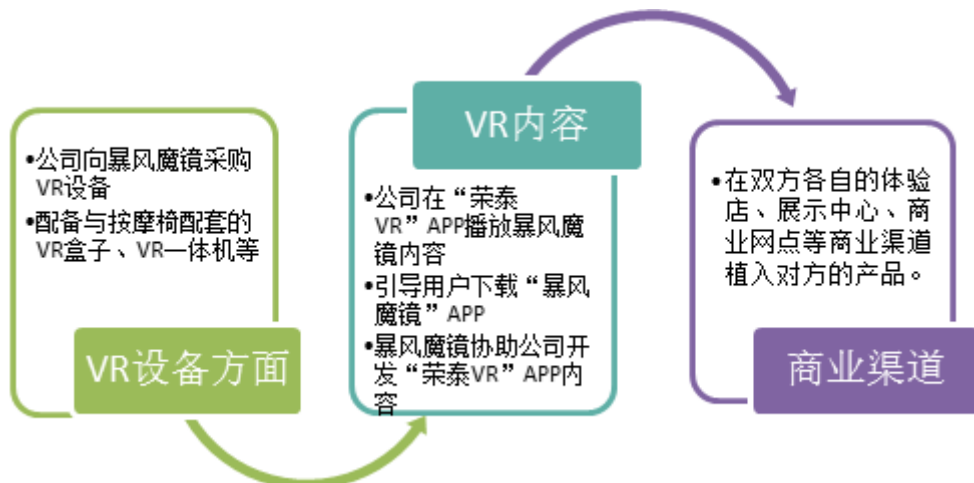 •公司向暴风魔镜采购
VR设备
•配备与按摩椅配套的
VR盒子、VR一体机等
VR设备方面
VR内容
•公司在“荣泰
VR”APP播放暴风魔
镜内容
•引导用户下载“暴风
魔镜”APP
•暴风魔镜协助公司开
发“荣泰VR”APP内
容
•在双方各自的体验
店、展示中心、商
业网点等商业渠道
植入对方的产品。
商业渠道